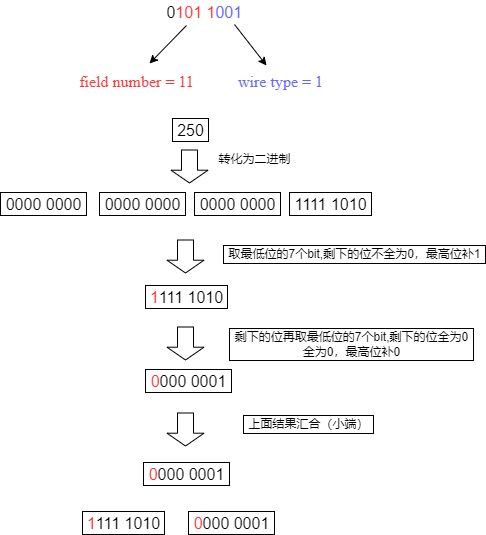 0101 1001
field number = 11
wire type = 1
250
转化为二进制
0000 0000
0000 0000
0000 0000
1111 1010
取最低位的7个bit,剩下的位不全为0，最高位补1
1111 1010
剩下的位再取最低位的7个bit,剩下的位全为0
全为0，最高位补0
0000 0001
上面结果汇合（小端）
0000 0001
1111 1010
0000 0001